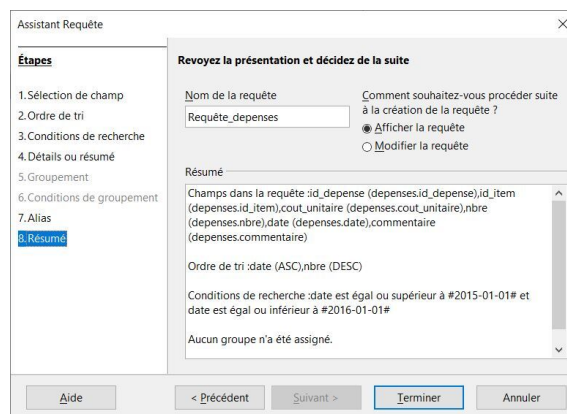 Assistant Requête
Étapes
1. Sélection de champ
2. Ordre de tri
3. Conditions de recherche
4. Détails ou résumé
5. Groupement
6. Conditions de groupement
7. Alias
8. Résumé
Revoyez la présentation et décidez de la suite
Nom de la requête
Requête_depenses
Comment souhaitez-vous procéder suite
à la création de la requête ?
Afficher la requête
Modifier la requête
Résumé
Champs dans la requête :id_depense (depenses.id_depense),id_item
(depenses.id_item),cout_unitaire (depenses.cout_unitaire),nbre
(depenses.nbre),date (depenses.date),commentaire
(depenses.commentaire)
Ordre de tri :date (ASC),nbre (DESC)
Conditions de recherche :date est égal ou supérieur à #2015-01-01# et
date est égal ou inférieur à #2016-01-01#
Aucun groupe n'a été assigné.
Aide
< Précédent
Suivant >
Terminer
Annuler